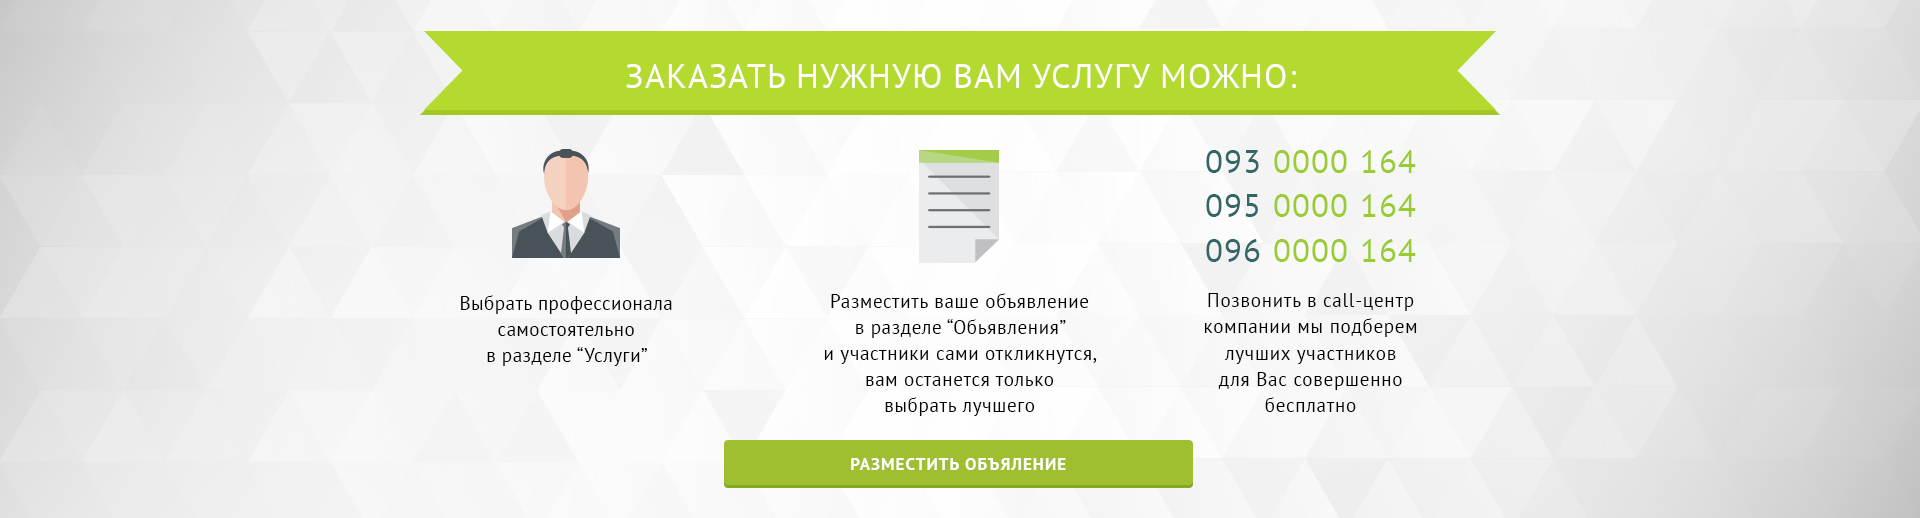 ЗАКАЗАТЬ НУЖНУЮ ВАМ УСЛУГУ МОЖНО:
Выбрать профессионала
самостоятельно
в разделе “Услуги”
Разместить ваше объявление
в разделе “Обьявления”
и участники сами откликнутся,
вам останется только
выбрать лучшего
093 0000 164
095 0000 164
096 0000 164
Позвонить в call-центр
компании мы подберем
лучших участников
для Вас совершенно
бесплатно
РАЗМЕСТИТЬ ОБЪЯЛЕНИЕ